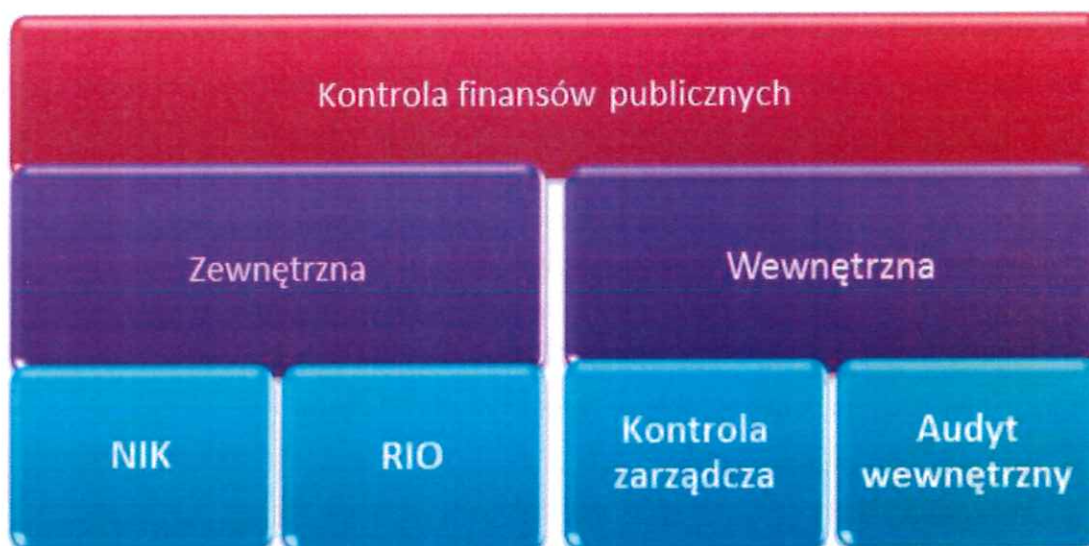 Kontrola finansów publicznych
Zewnętrzna
Wewnętrzna
NIK
RIO
Kontrola
zarządcza
Audyt
wewnętrzny